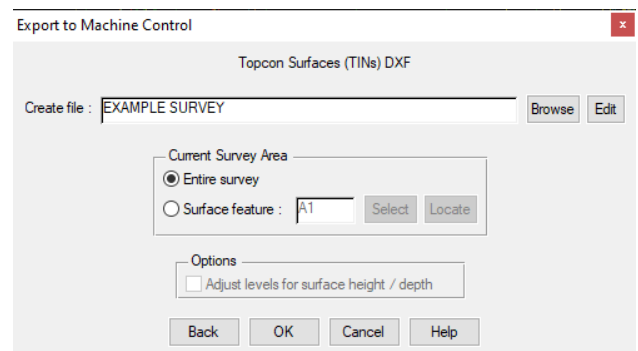 Export to Machine Control x
Topcon Surfaces (TINs) DXF
Create file : EXAMPLE SURVEY Browse Edit
Current Survey Area
Entire survey
Surface feature : A1 Select Locate
Options
Adjust levels for surface height / depth
Back OK Cancel Help